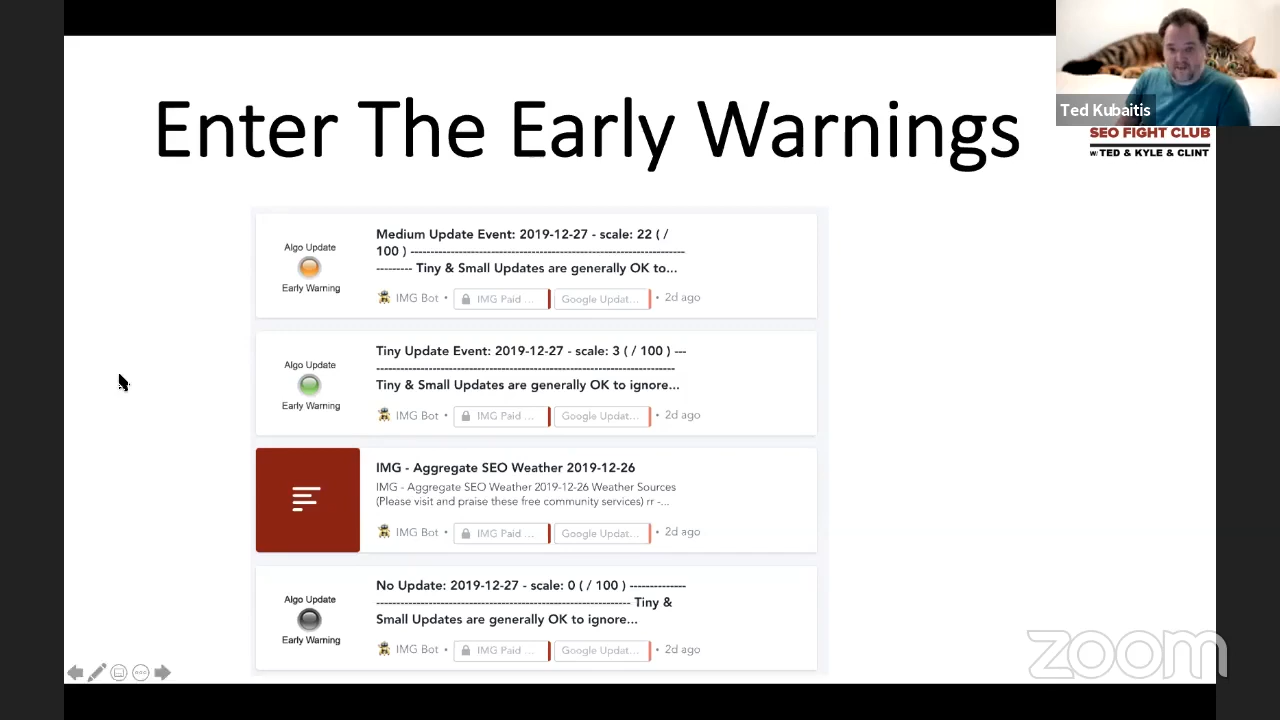 Enter The Early Warnings
Ted Kubaitis
SEO FIGHT CLUB
W/ TED & KYLE & CLINT
Algo Update
Early Warning
Medium Update Event: 2019-12-27 - scale: 22 ( /
100 ) -------------------------------------------------------------------
--------- Tiny & Small Updates are generally OK to...
IMG Bot • IMG Paid ... Google Updat... • 2d ago
Algo Update
Early Warning
Tiny Update Event: 2019-12-27 - scale: 3 ( / 100 ) ---
-------------------------------------------------------------------------
Tiny & Small Updates are generally OK to ignore...
IMG Bot • IMG Paid ... Google Updat... • 2d ago
IMG - Aggregate SEO Weather 2019-12-26
IMG - Aggregate SEO Weather 2019-12-26 Weather Sources
(Please visit and praise these free community services) rr -...
IMG Bot • IMG Paid ... Google Updat... • 2d ago
Algo Update
Early Warning
No Update: 2019-12-27 - scale: 0 ( / 100 ) --------------
-------------------------------------------------------------- Tiny &
Small Updates are generally OK to ignore...
IMG Bot • IMG Paid ... Google Updat... • 2d ago
zoom